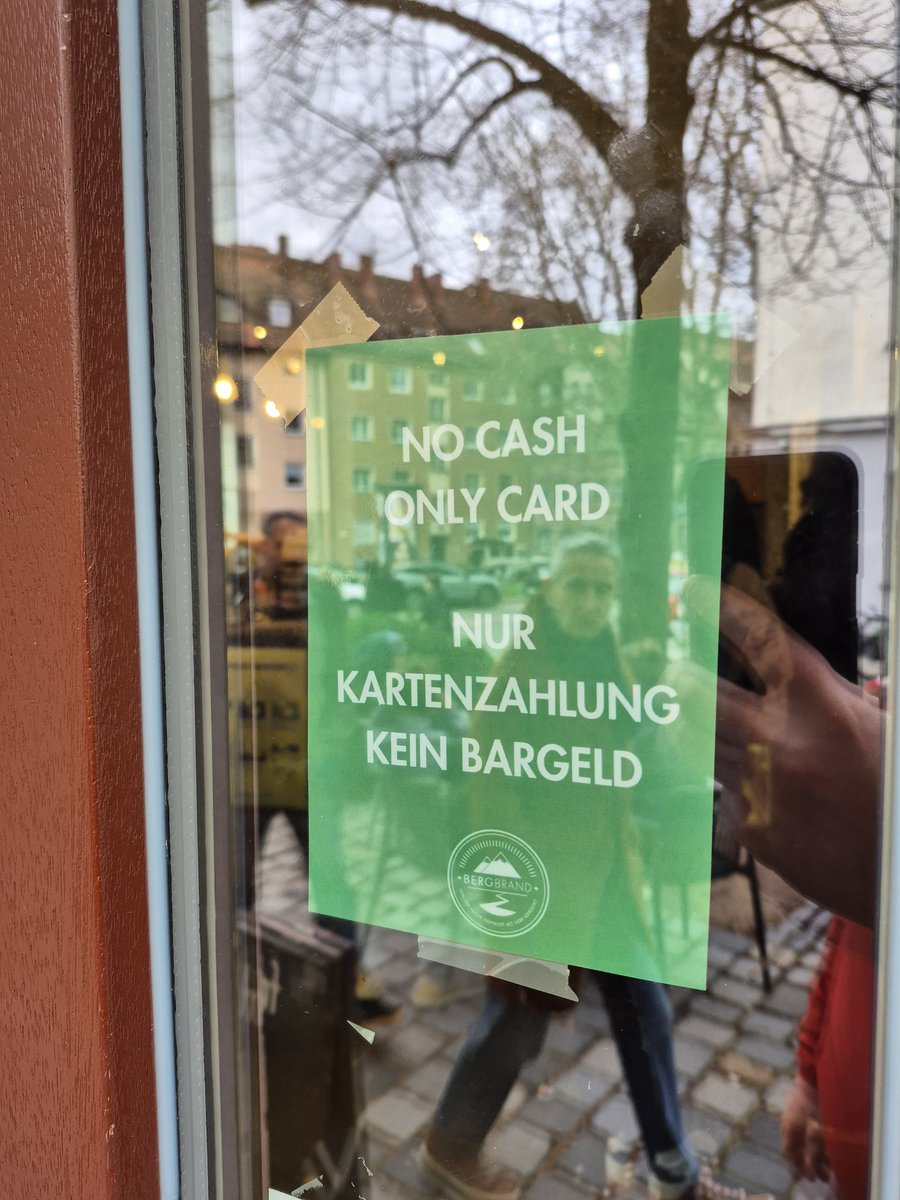 NO CASH
ONLY CARD
NUR
KARTENZAHLUNG
KEIN BARGELD
BERGBRAND